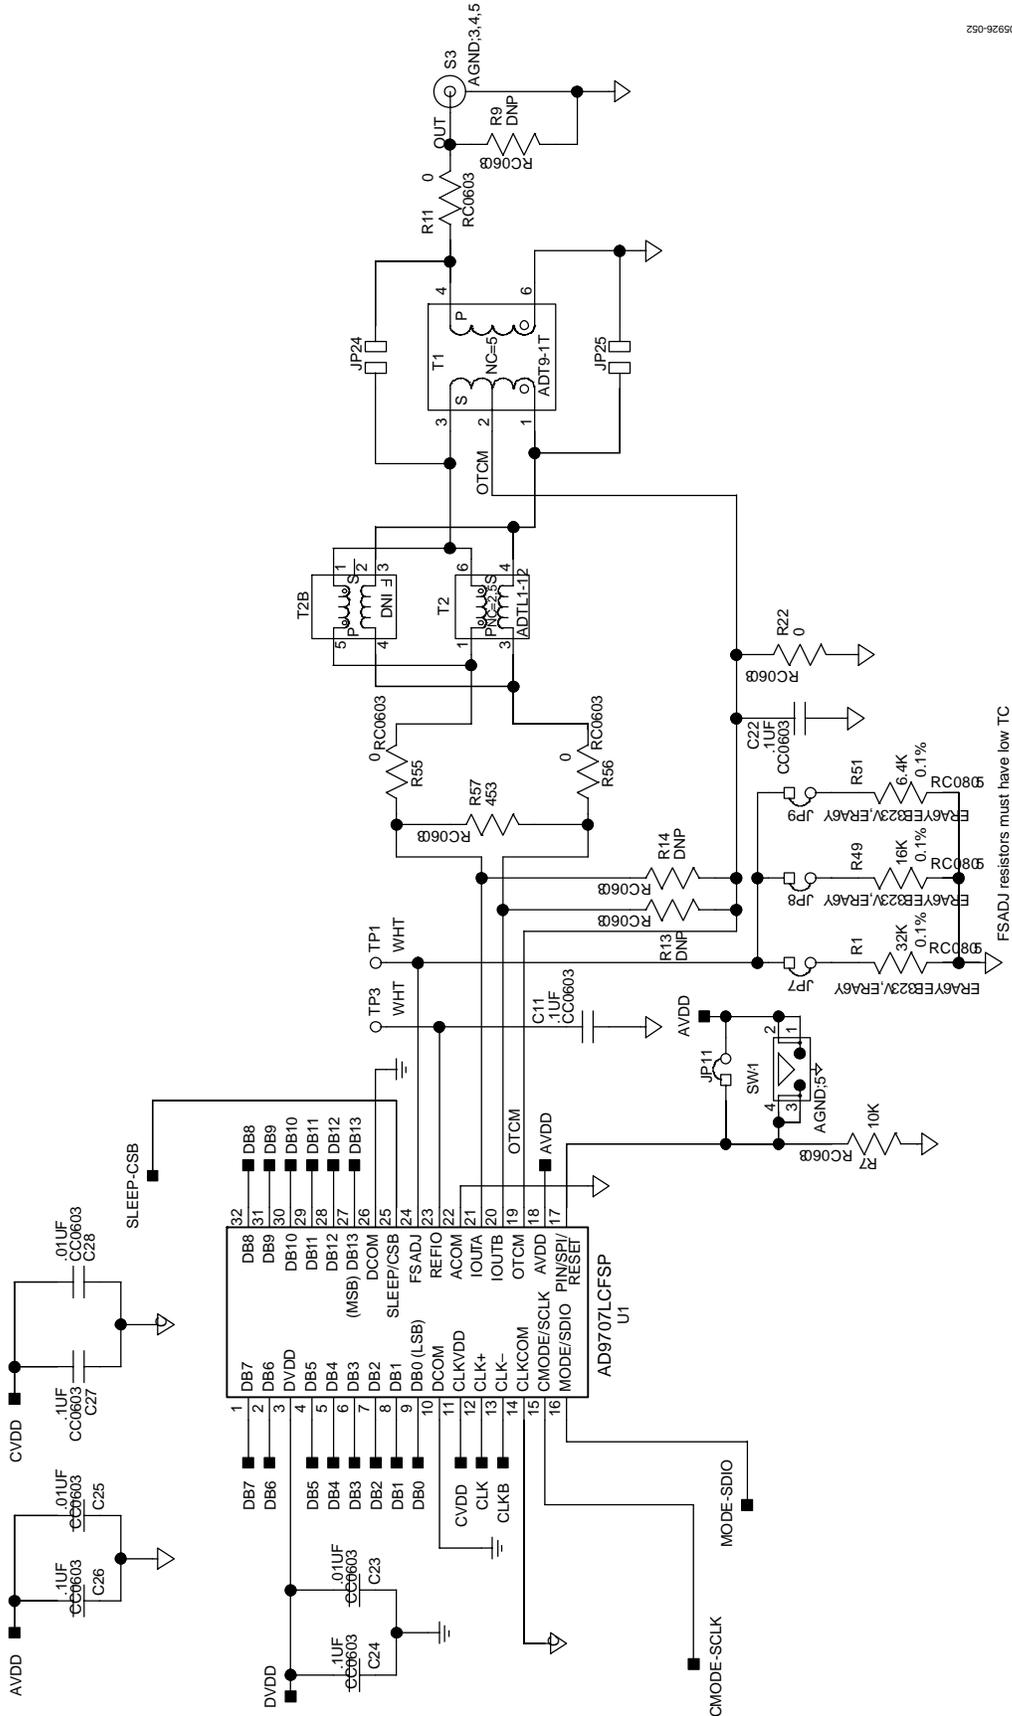 05926-052
S3
AGND;3,4,5
OUT
R9
DNP
RC0603
R11
0
RC0603
JP24
4
6
P
T1
NC=5
ADT9-1T
S
3
2
1
JP25
OTCM
T2B
1
2
3
S
P
F IND
5
4
T2
6
4
S
P
NC=2,5
ADTL1-12
1
3
R22
0
RC0603
C22
.1UF
CC0603
0
RC0603
R55
R57
453
RC0603
0
RC0603
R56
R14
DNP
RC0603
R13
DNP
RC0603
JP9
R51
6.4K
0.1%
RC0805
ERA6YEB323V,ERA6Y
JP8
R49
16K
0.1%
RC0805
ERA6YEB323V,ERA6Y
JP7
R1
32K
0.1%
RC0805
ERA6YEB323V,ERA6Y
FSADJ resistors must have low TC
TP1
WHT
TP3
WHT
C11
.1UF
CC0603
AVDD
JP11
SW1
2
1
4
3
AGND;5
R7
10K
RC0603
SLEEP-CSB
DB8
DB9
DB10
DB11
DB12
DB13
OTCM
AVDD
32
31
30
29
28
27
26
25
24
23
22
21
20
19
18
17
DB8
DB9
DB10
DB11
DB12
(MSB) DB13
DCOM
SLEEP/CSB
FSADJ
REFIO
ACOM
IOUTA
IOUTB
OTCM
AVDD
PIN/SPI/
RESET
AD9707LCFSP
U1
DB7
DB6
DVDD
DB5
DB4
DB3
DB2
DB1
DB0 (LSB)
DCOM
CLKVDD
CLK+
CLK–
CLKCOM
CMODE/SCLK
MODE/SDIO
1
2
3
4
5
6
7
8
9
10
11
12
13
14
15
16
DB7
DB6
DB5
DB4
DB3
DB2
DB1
DB0
CVDD
CLK
CLKB
CVDD
.01UF
CC0603
C28
.1UF
CC0603
C27
AVDD
.01UF
CC0603
C25
.1UF
CC0603
C26
DVDD
.01UF
CC0603
C23
.1UF
CC0603
C24
MODE-SDIO
CMODE-SCLK